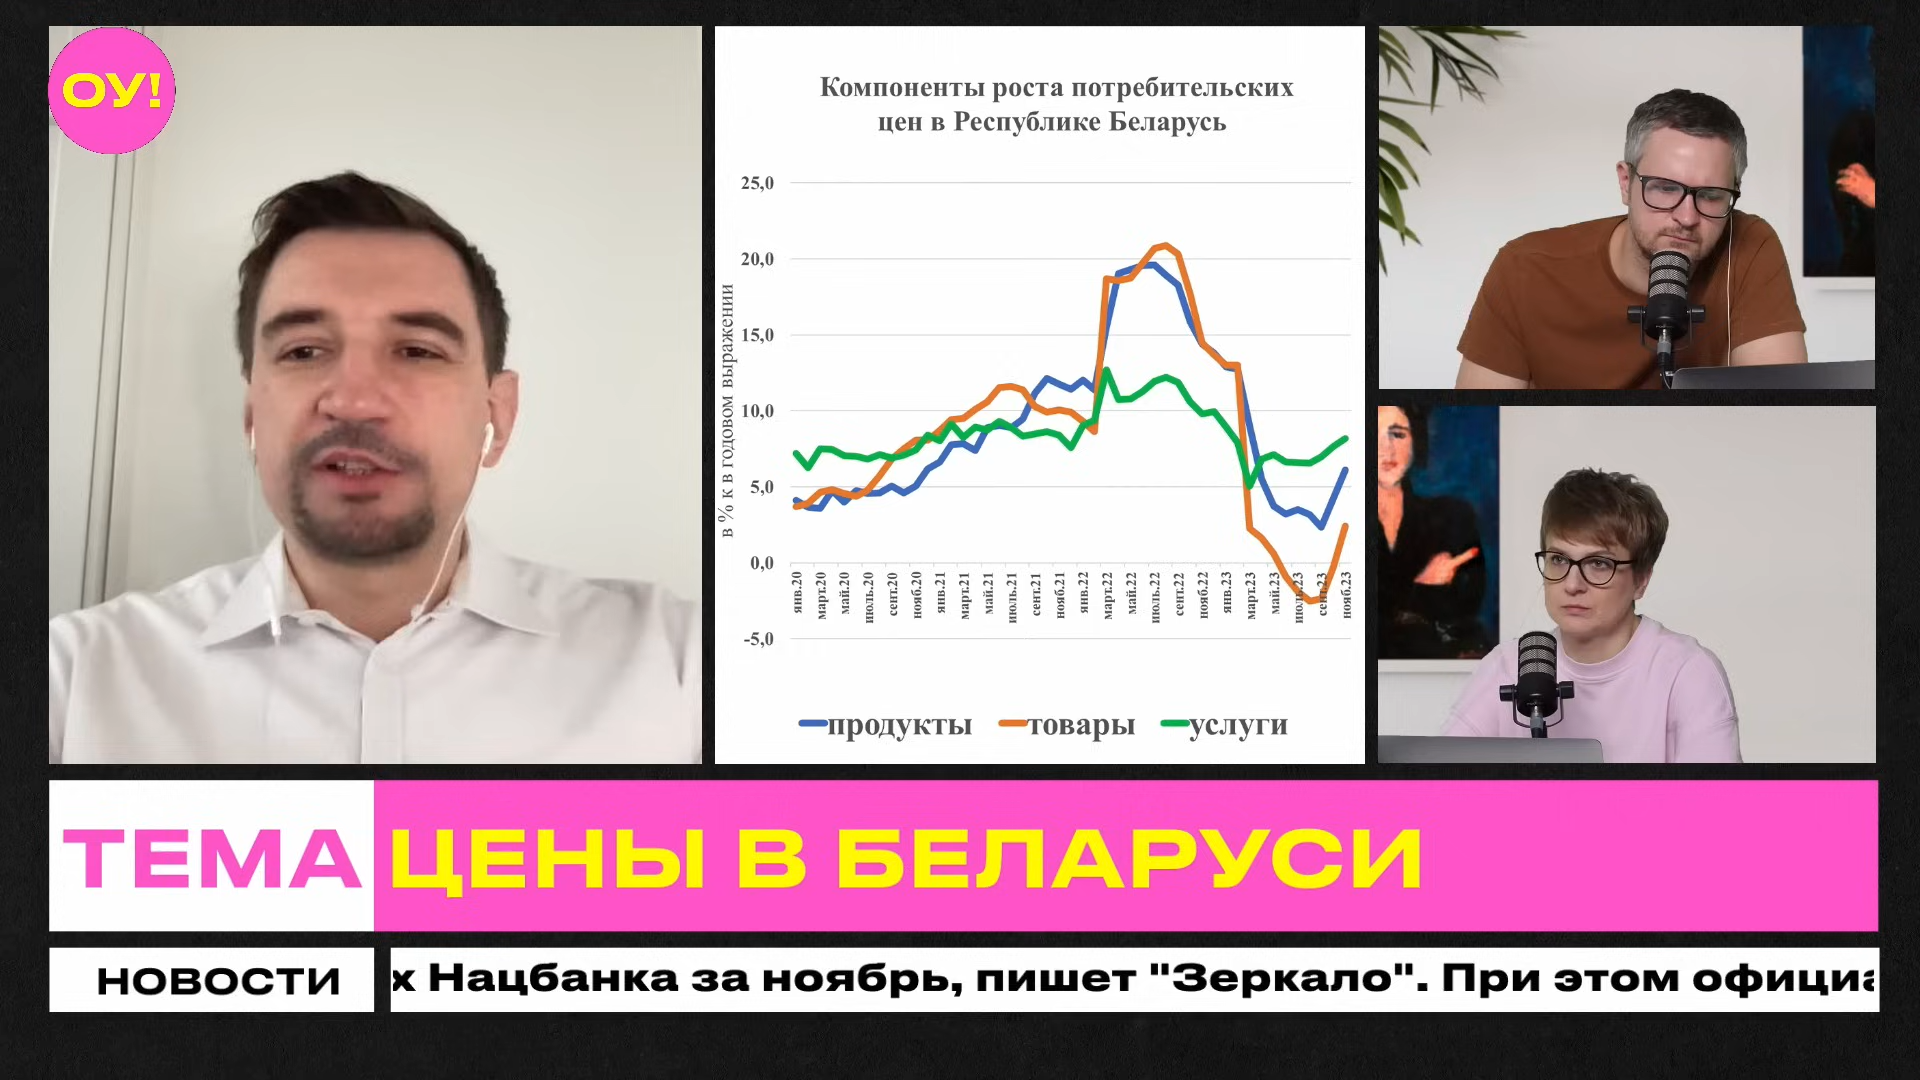 ОУ!
Компоненты роста потребительских
цен в Республике Беларусь
в % к в годовом выражении
25,0
20,0
15,0
10,0
5,0
0,0
-5,0
янв.20
март.20
май.20
июль.20
сент.20
нояб.20
янв.21
март.21
май.21
июль.21
сент.21
нояб.21
янв.22
март.22
май.22
июль.22
сент.22
нояб.22
янв.23
март.23
май.23
июль.23
сент.23
нояб.23
продукты товары услуги
ТЕМА ЦЕНЫ В БЕЛАРУСИ
НОВОСТИ х Нацбанка за ноябрь, пишет "Зеркало". При этом официа